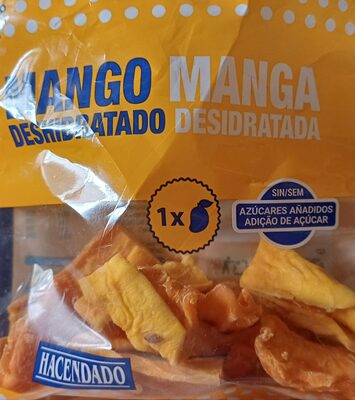 MANGO MANGA
DESHIDRATADO DESIDRATADA
1x
SIN/SEM
AZÚCARES AÑADIDOS
ADIÇÃO DE AÇÚCAR
HACENDADO